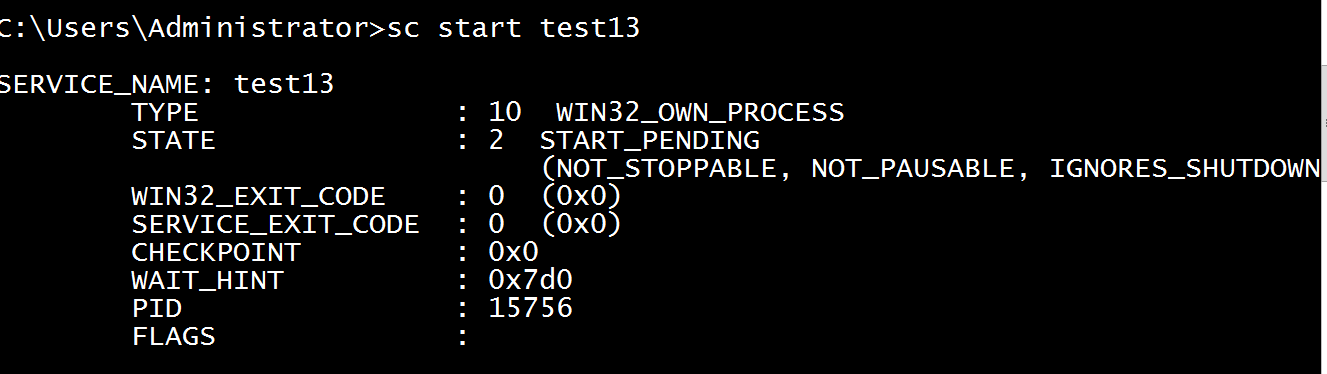 C:\Users\Administrator>sc start test13
SERVICE_NAME: test13
TYPE : 10 WIN32_OWN_PROCESS
STATE : 2 START_PENDING
(NOT_STOPPABLE, NOT_PAUSABLE, IGNORES_SHUTDOWN
WIN32_EXIT_CODE : 0 (0x0)
SERVICE_EXIT_CODE : 0 (0x0)
CHECKPOINT : 0x0
WAIT_HINT : 0x7d0
PID : 15756
FLAGS :